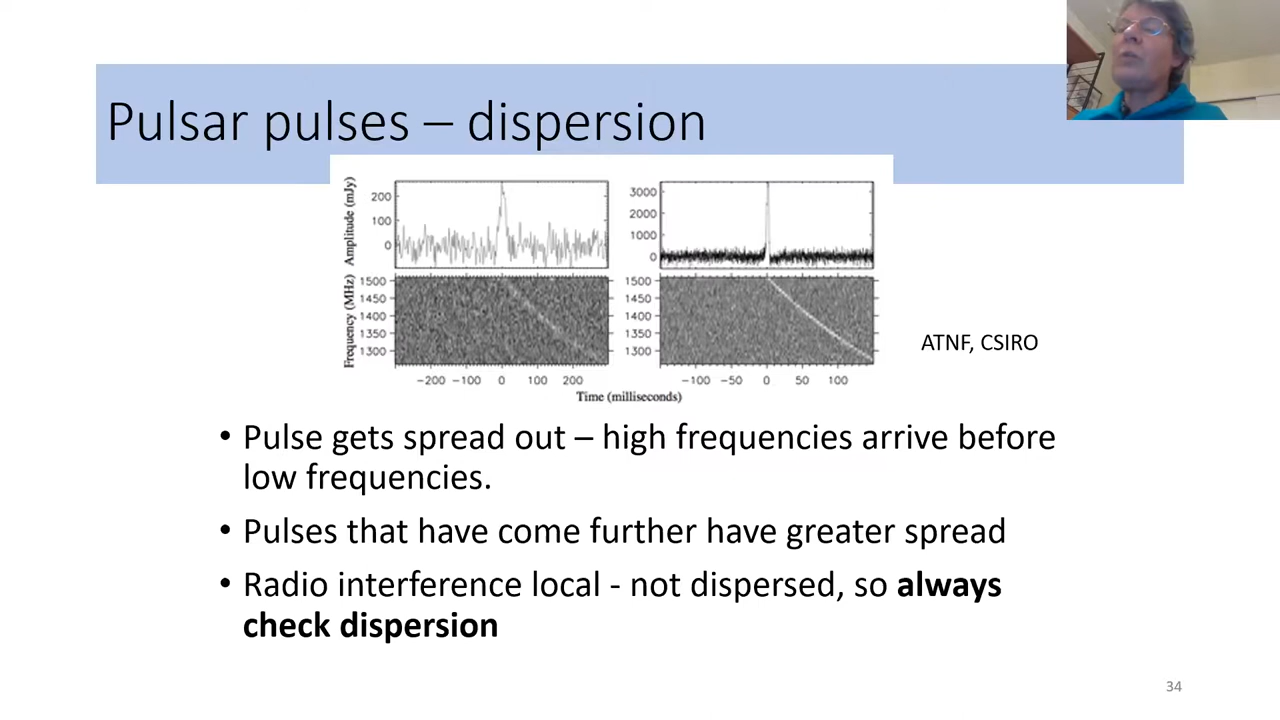 Pulsar pulses – dispersion
Amplitude (mJy)
200
100
0
3000
2000
1000
0
Frequency (MHz)
1500
1450
1400
1350
1300
1500
1450
1400
1350
1300
−200 −100 0 100 200
−100 −50 0 50 100
Time (milliseconds)
ATNF, CSIRO
• Pulse gets spread out – high frequencies arrive before
low frequencies.
• Pulses that have come further have greater spread
• Radio interference local - not dispersed, so always
check dispersion
34